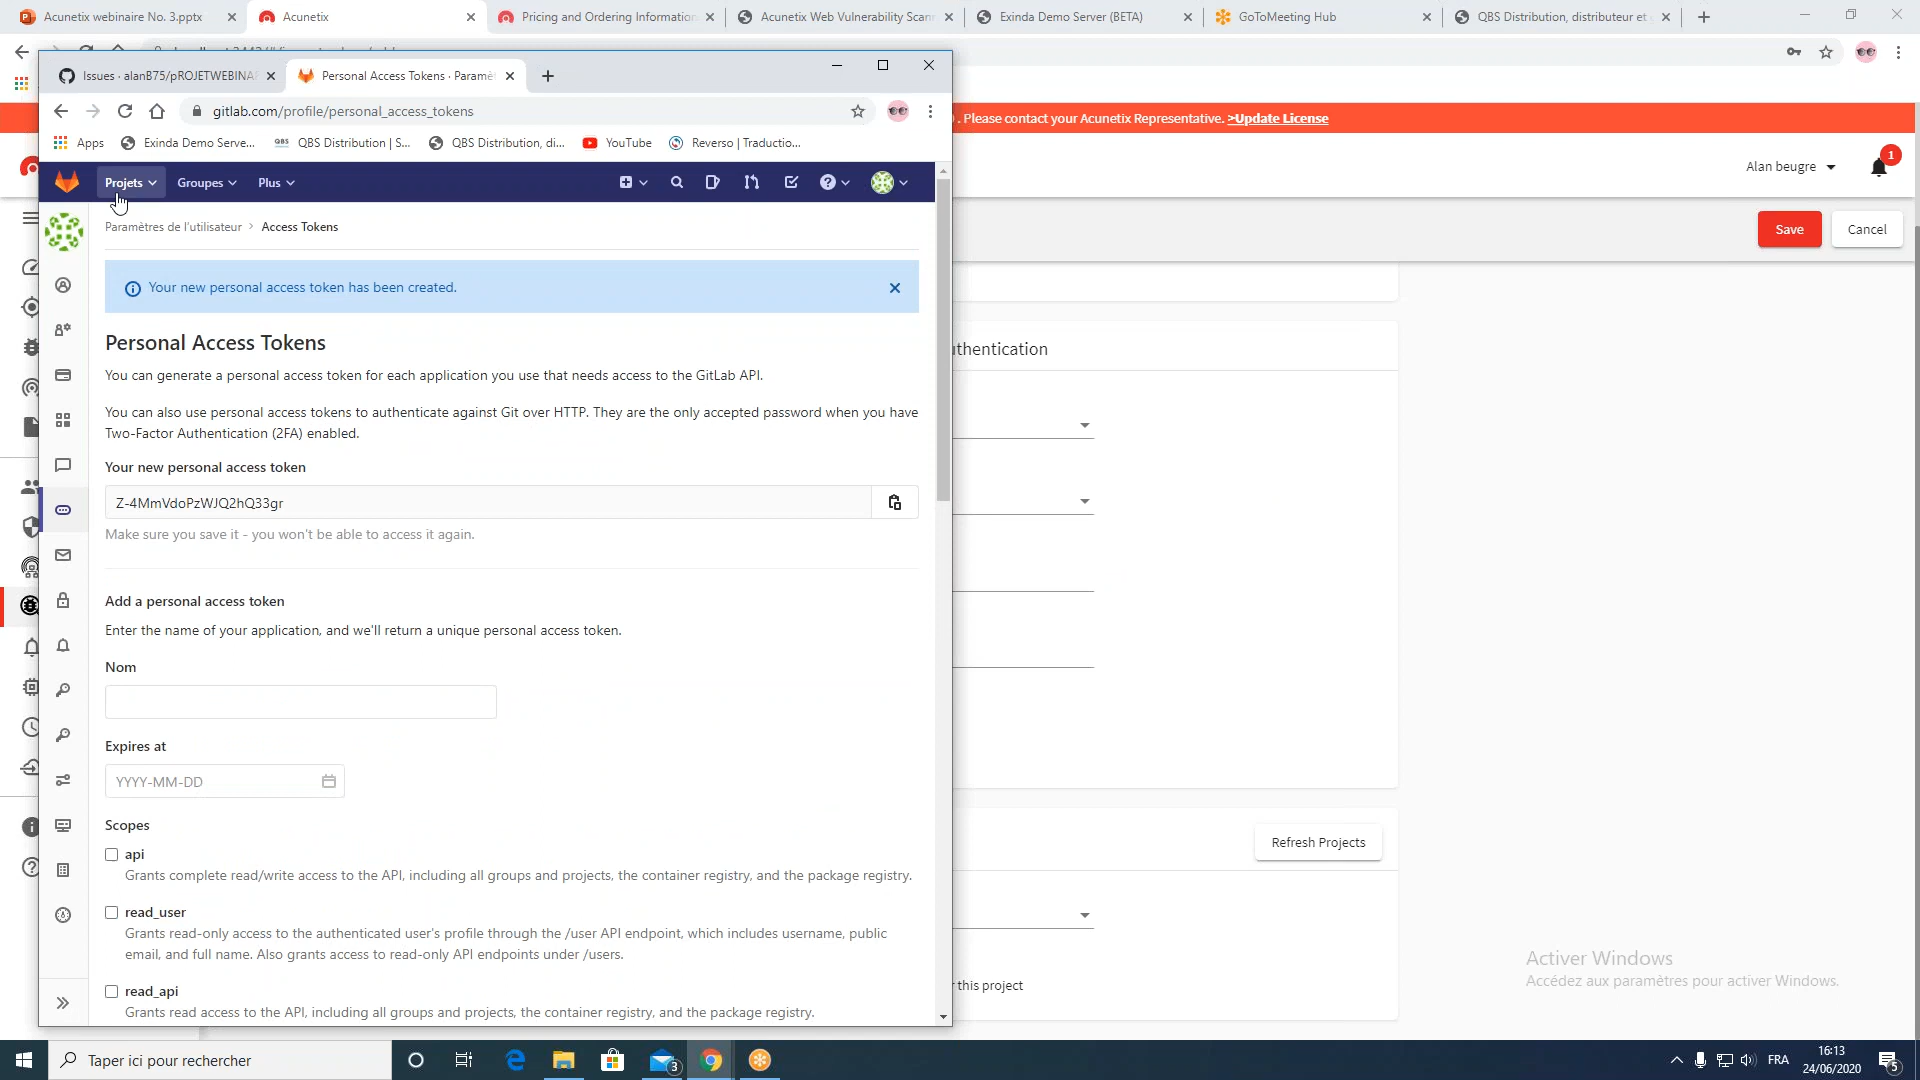 Acunetix webinaire No. 3.pptx
Acunetix
Pricing and Ordering Information
Acunetix Web Vulnerability Scan
Exinda Demo Server (BETA)
GoToMeeting Hub
QBS Distribution, distributeur et
Issues · alanB75/pROJETWEBINA
Personal Access Tokens · Paramè
gitlab.com/profile/personal_access_tokens
. Please contact your Acunetix Representative. >Update License
Apps
Exinda Demo Serve...
QBS Distribution | S...
QBS Distribution, di...
YouTube
Reverso | Traductio...
Alan beugre
1
Projets
Groupes
Plus
Paramètres de l'utilisateur > Access Tokens
Save
Cancel
Your new personal access token has been created.
Personal Access Tokens
uthentication
You can generate a personal access token for each application you use that needs access to the GitLab API.
You can also use personal access tokens to authenticate against Git over HTTP. They are the only accepted password when you have
Two-Factor Authentication (2FA) enabled.
Your new personal access token
Z-4MmVdoPzWJQ2hQ33gr
Make sure you save it - you won't be able to access it again.
Add a personal access token
Enter the name of your application, and we'll return a unique personal access token.
Nom
Expires at
YYYY-MM-DD
Scopes
Refresh Projects
api
Grants complete read/write access to the API, including all groups and projects, the container registry, and the package registry.
read_user
Grants read-only access to the authenticated user's profile through the /user API endpoint, which includes username, public
email, and full name. Also grants access to read-only API endpoints under /users.
read_api
Grants read access to the API, including all groups and projects, the container registry, and the package registry.
this project
Activer Windows
Accédez aux paramètres pour activer Windows.
Taper ici pour rechercher
3
FRA
16:13
24/06/2020
5